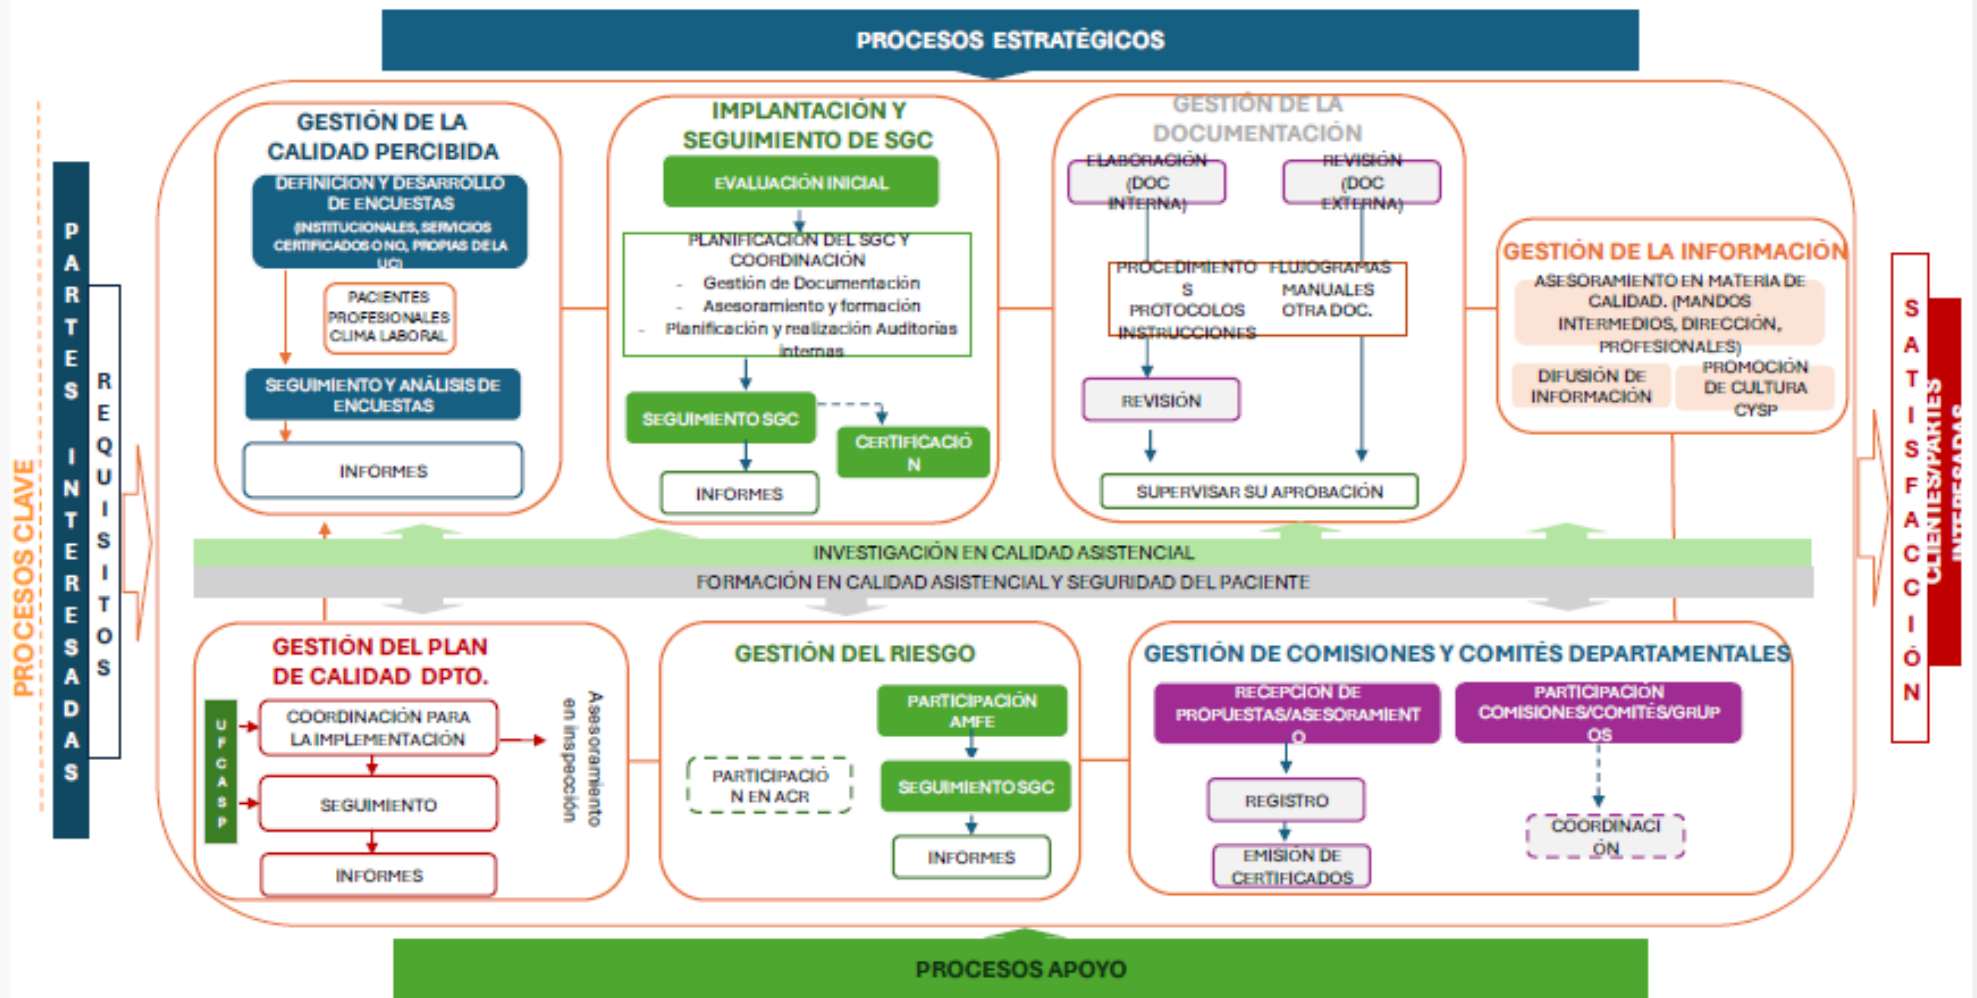 PROCESOS ESTRATÉGICOS
PROCESOS CLAVE
PARTES INTERESADAS
REQUISITOS
GESTIÓN DE LA
CALIDAD PERCIBIDA
DEFINICION Y DESARROLLO
DE ENCUESTAS
(INSTITUCIONALES, SERVICIOS
CERTIFICADOS O NO, PROPIAS DE LA
UC)
PACIENTES
PROFESIONALES
CLIMA LABORAL
SEGUIMIENTO Y ANÁLISIS DE
ENCUESTAS
INFORMES
IMPLANTACIÓN Y
SEGUIMIENTO DE SGC
EVALUACIÓN INICIAL
PLANIFICACIÓN DEL SGC Y
COORDINACIÓN
- Gestión de Documentación
- Asesoramiento y formación
- Planificación y realización Auditorías
internas
SEGUIMIENTO SGC
CERTIFICACIÓ
N
INFORMES
GESTIÓN DE LA
DOCUMENTACIÓN
ELABORACIÓN
(DOC
INTERNA)
REVISIÓN
(DOC
EXTERNA)
PROCEDIMIENTO
S
PROTOCOLOS
INSTRUCCIONES
FLUJOGRAMAS
MANUALES
OTRA DOC.
REVISIÓN
SUPERVISAR SU APROBACIÓN
GESTIÓN DE LA INFORMACIÓN
ASESORAMIENTO EN MATERIA DE
CALIDAD. (MANDOS
INTERMEDIOS, DIRECCIÓN,
PROFESIONALES)
DIFUSIÓN DE
INFORMACIÓN
PROMOCIÓN
DE CULTURA
CYSP
INVESTIGACIÓN EN CALIDAD ASISTENCIAL
FORMACIÓN EN CALIDAD ASISTENCIAL Y SEGURIDAD DEL PACIENTE
GESTIÓN DEL PLAN
DE CALIDAD DPTO.
UFCASP
COORDINACIÓN PARA
LA IMPLEMENTACIÓN
SEGUIMIENTO
INFORMES
Asesoramiento
en inspección
GESTIÓN DEL RIESGO
PARTICIPACIÓ
N EN ACR
PARTICIPACIÓN
AMFE
SEGUIMIENTO SGC
INFORMES
GESTIÓN DE COMISIONES Y COMITÉS DEPARTAMENTALES
RECEPCIÓN DE
PROPUESTAS/ASESORAMIENT
O
REGISTRO
EMISIÓN DE
CERTIFICADOS
PARTICIPACIÓN
COMISIONES/COMITÉS/GRUP
OS
COORDINACI
ÓN
SATISFACCIÓN
CLIENTES/PARTES
INTERESADAS
PROCESOS APOYO